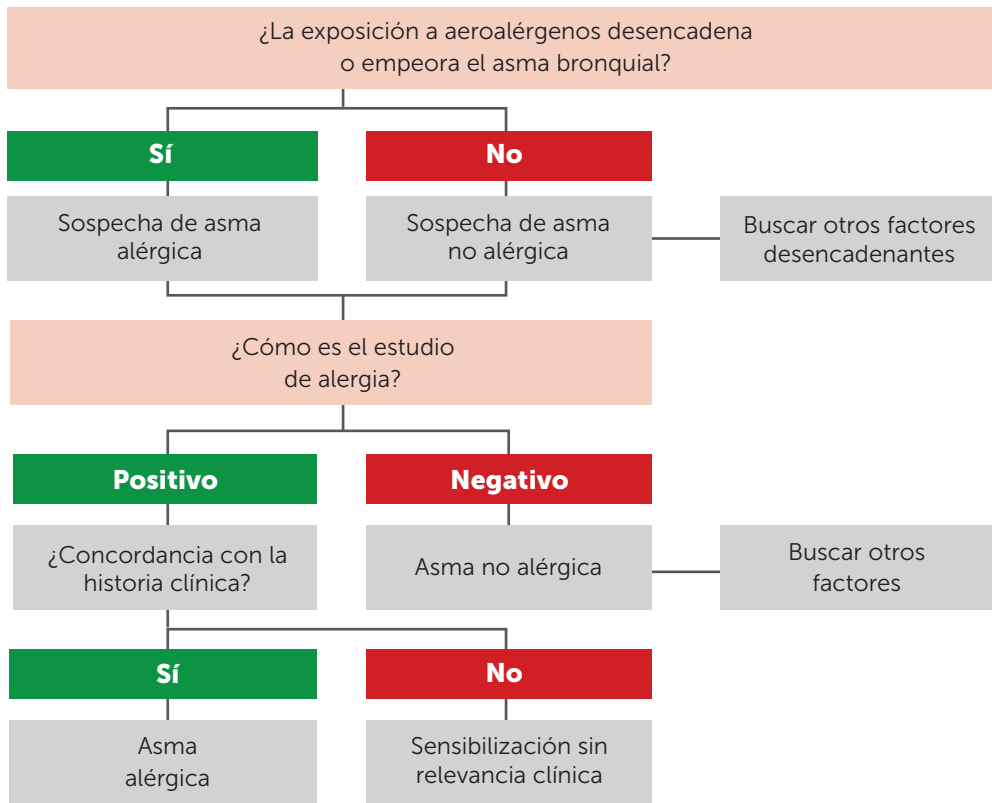 ¿La exposición a aeroalérgenos desencadena
o empeora el asma bronquial?
Sí
No
Sospecha de asma
alérgica
Sospecha de asma
no alérgica
Buscar otros factores
desencadenantes
¿Cómo es el estudio
de alergia?
Positivo
Negativo
¿Concordancia con la
historia clínica?
Asma no alérgica
Buscar otros
factores
Sí
No
Asma
alérgica
Sensibilización sin
relevancia clínica